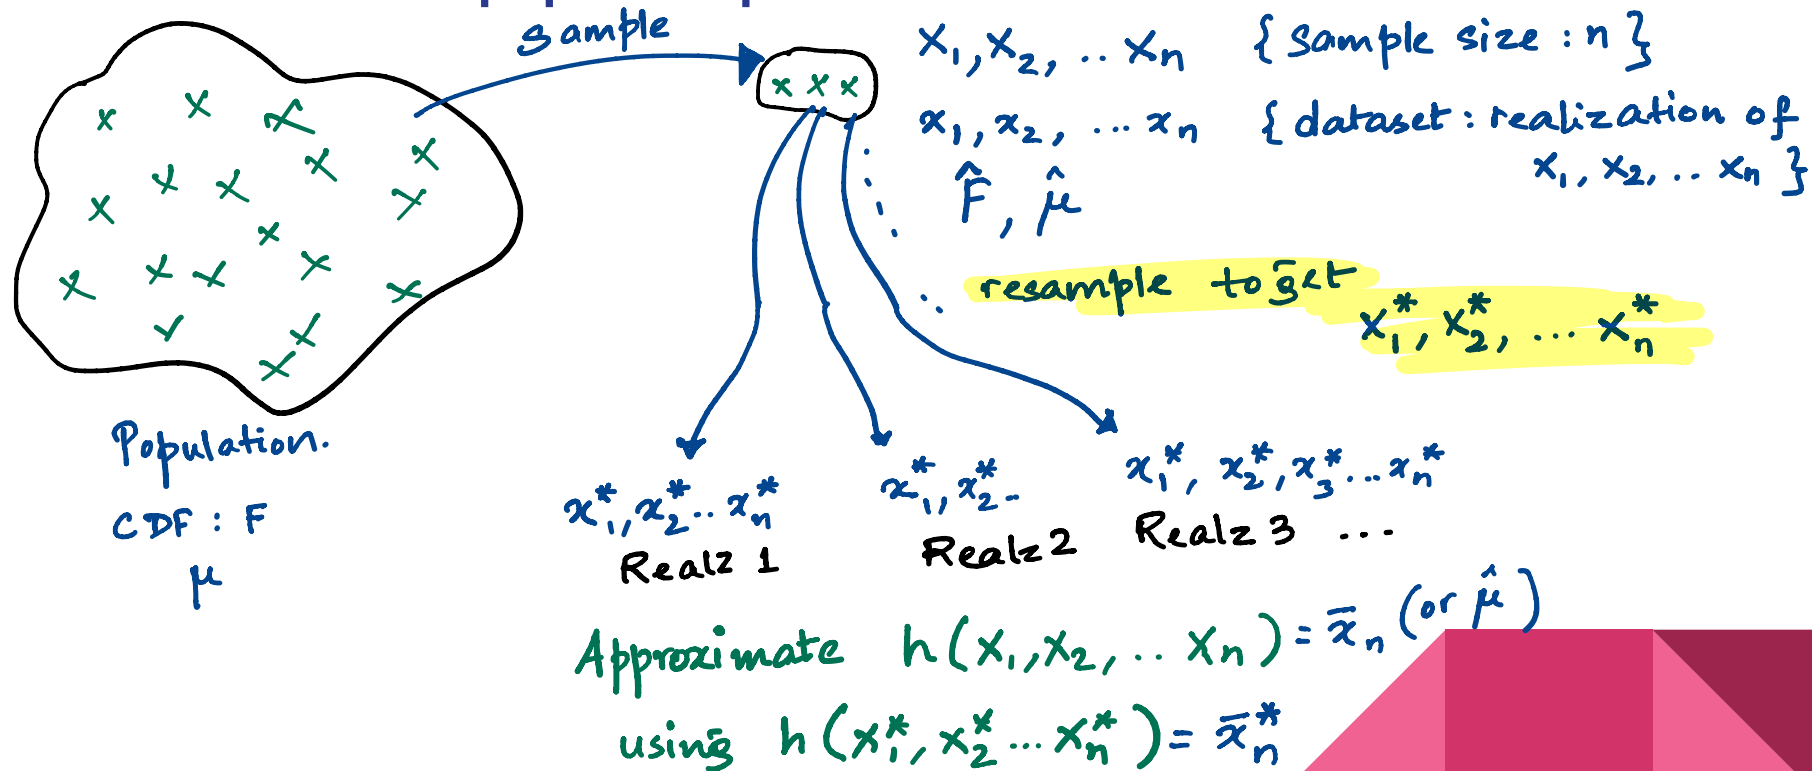 sample
X₁, X₂, .. Xₙ {sample size : n}
x₁, x₂, ... xₙ {dataset : realization of
X₁, X₂, .. Xₙ}
F̂, μ̂
resample to get
X₁*, X₂*, ... Xₙ*
Population.
CDF : F
μ
x₁*, x₂* .. xₙ*
Realz 1
x₁*, x₂* ..
Realz 2
x₁*, x₂*, x₃* ... xₙ*
Realz 3 ...
Approximate h(X₁, X₂, .. Xₙ) = x̄ₙ (or μ̂)
using h(X₁*, X₂* ... Xₙ*) = x̄ₙ*